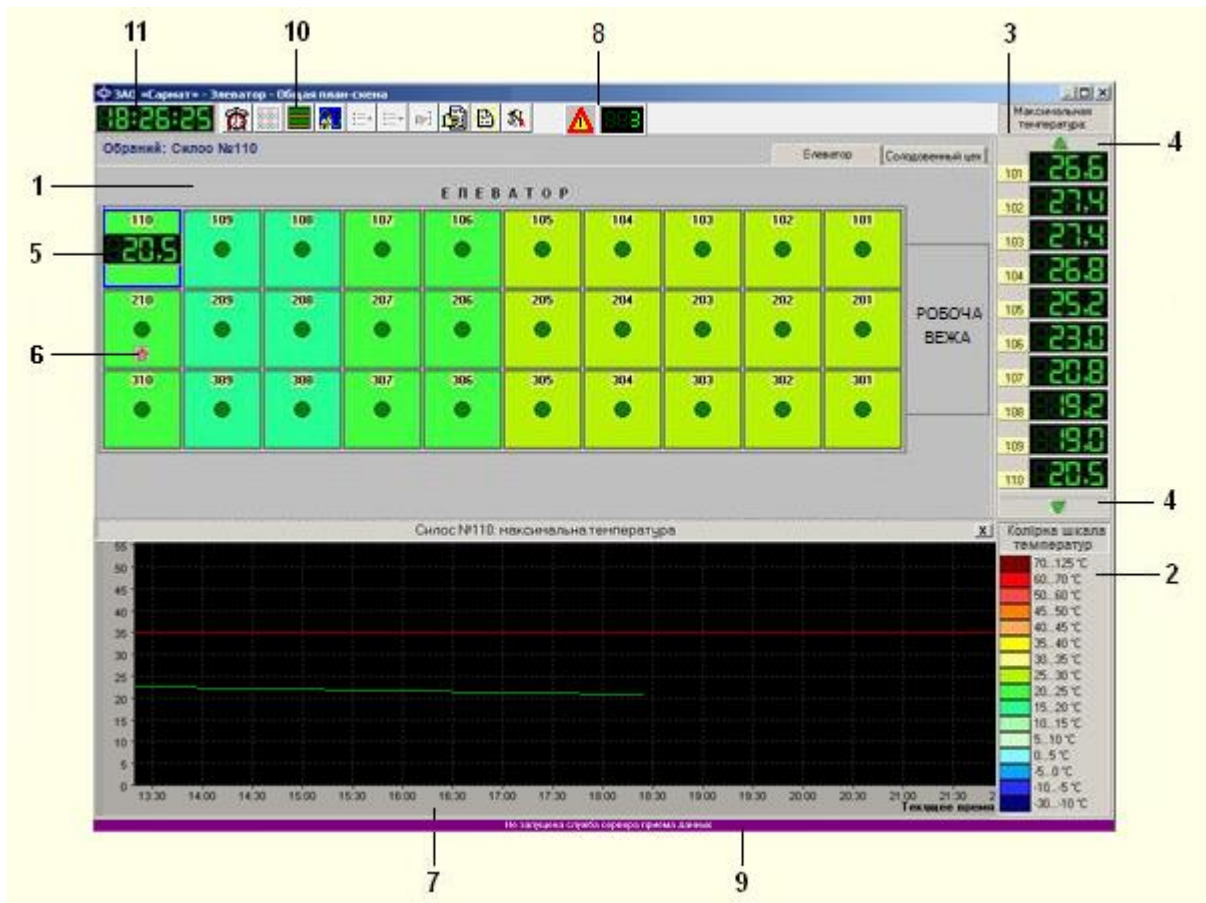 11 10 8 3
ЗАО «Сармат» - Элеватор - Общая план-схема
18:26:25
3
Максимальная
температура
4
Обраний: Силос №110
Елеватор
Солодовенный цех
1
ЕЛЕВАТОР
110 109 108 107 106 105 104 103 102 101
5
20.5
210 209 208 207 206 205 204 203 202 201
6
310 309 308 307 306 305 304 303 302 301
РОБОЧА
ВЕЖА
101 26.6
102 27.4
103 27.4
104 26.8
105 25.2
106 23.0
107 20.8
108 19.2
109 19.0
110 20.5
4
Силос №110: максимальна температура
X
55
50
45
40
35
30
25
20
15
10
5
0
13:30 14:00 14:30 15:00 15:30 16:00 16:30 17:00 17:30 18:00 18:30 19:00 19:30 20:00 20:30 21:00 21:30 2
Текущее время
Колірна шкала
температур
2
70..125 °C
60..70 °C
50..60 °C
45..50 °C
40..45 °C
35..40 °C
30..35 °C
25..30 °C
20..25 °C
15..20 °C
10..15 °C
5..10 °C
0..5 °C
-5..0 °C
-10..-5 °C
-30..-10 °C
Не запущена служба сервера приема данных
7 9